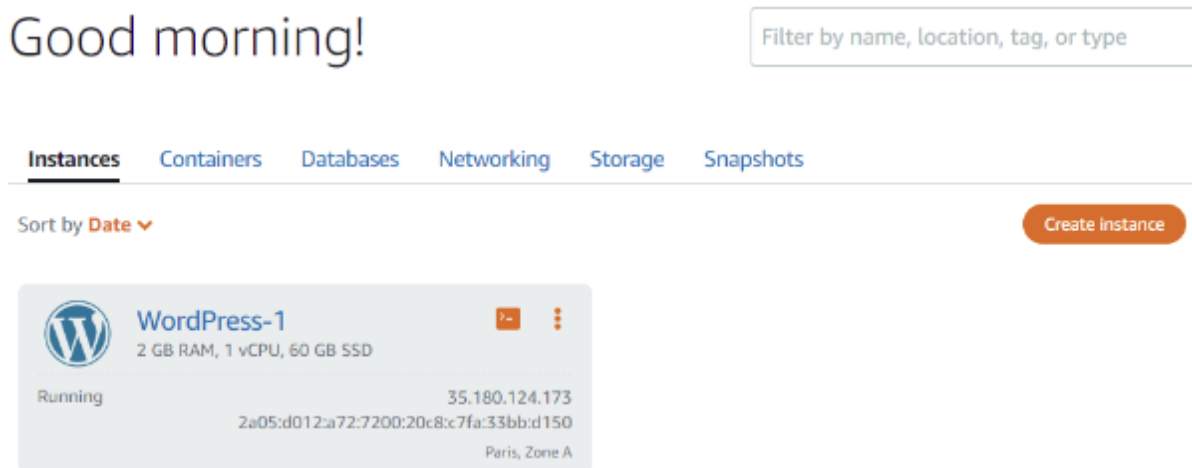 Good morning!
Filter by name, location, tag, or type
Instances Containers Databases Networking Storage Snapshots
Sort by Date
Create instance
WordPress-1
2 GB RAM, 1 vCPU, 60 GB SSD
Running
35.180.124.173
2a05:d012:a72:7200:20c8:c7fa:33bb:d150
Paris, Zone A